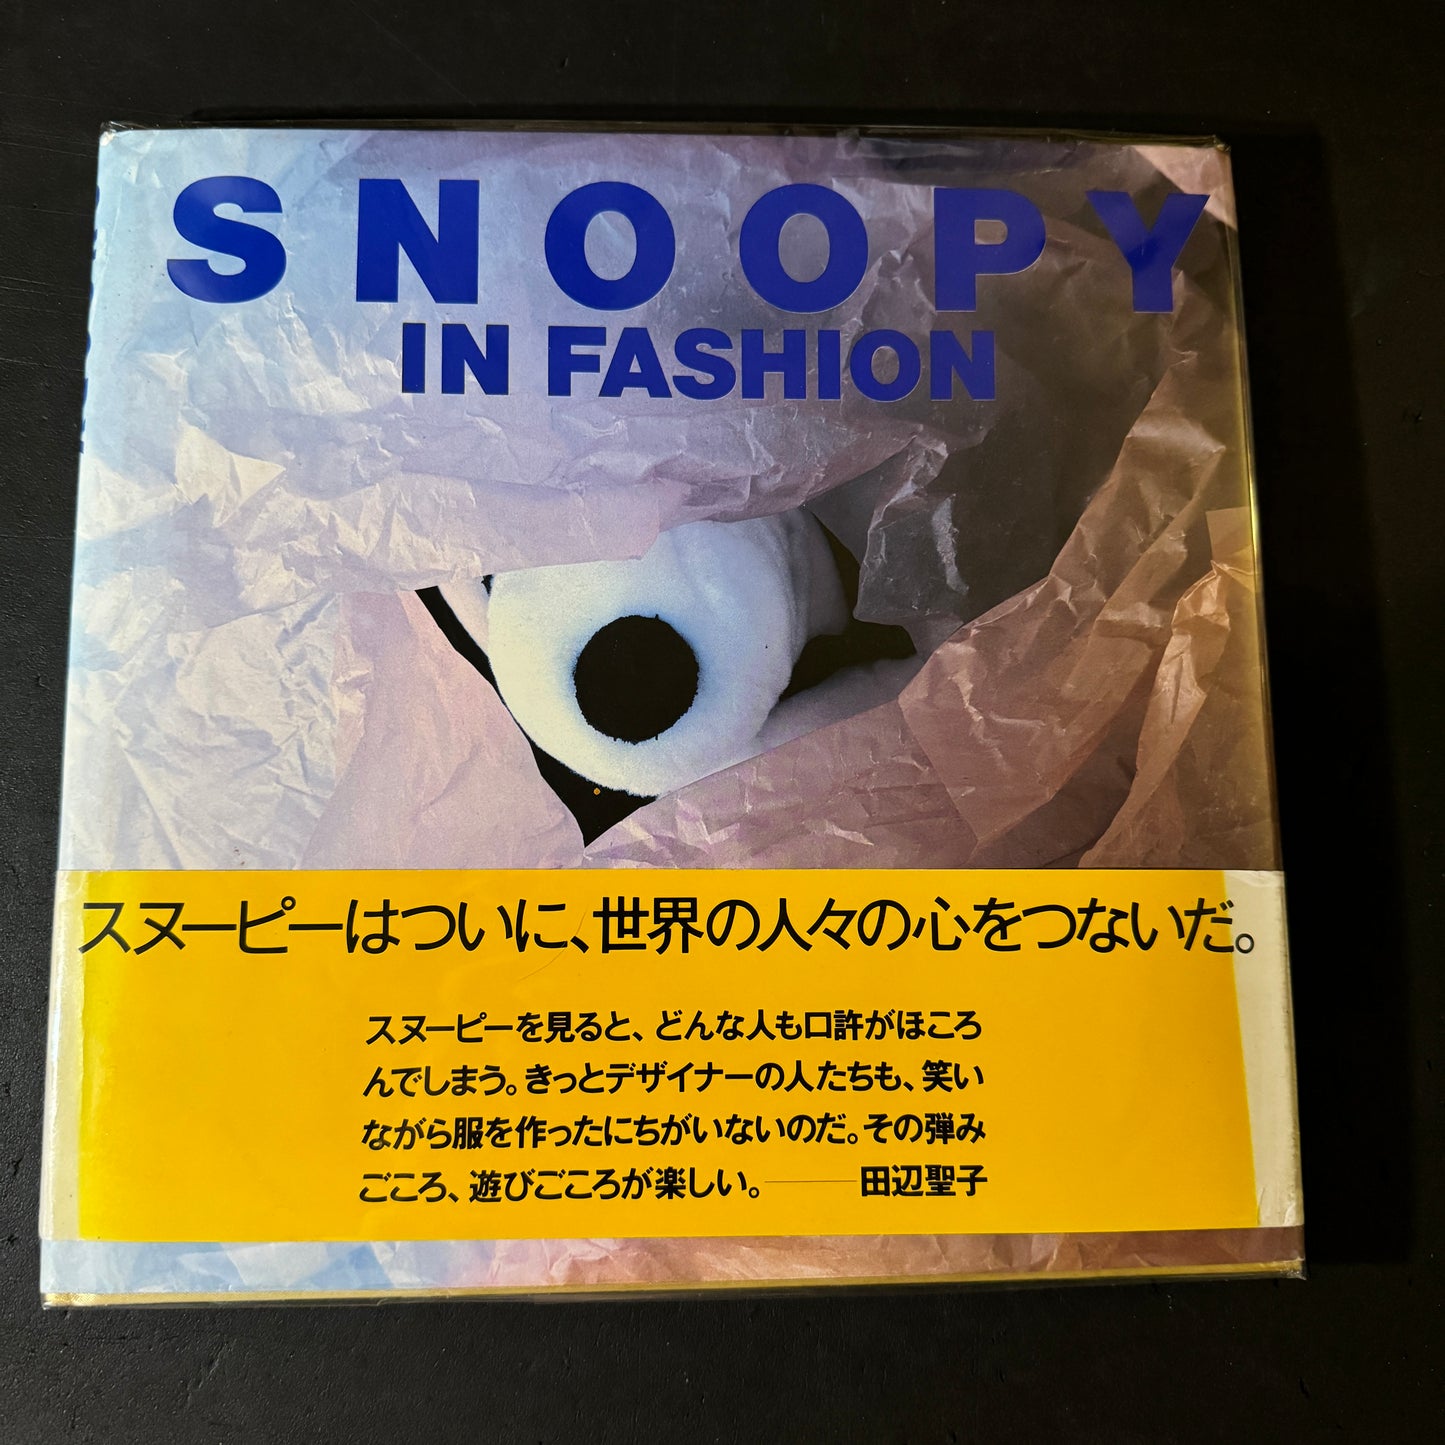 SNOOPY
IN FASHION
スヌーピーはついに、世界の人々の心をつないだ。
スヌーピーを見ると、どんな人も口許がほころ
んでしまう。きっとデザイナーの人たちも、笑い
ながら服を作ったにちがいないのだ。その弾み
ごころ、遊びごころが楽しい。——田辺聖子